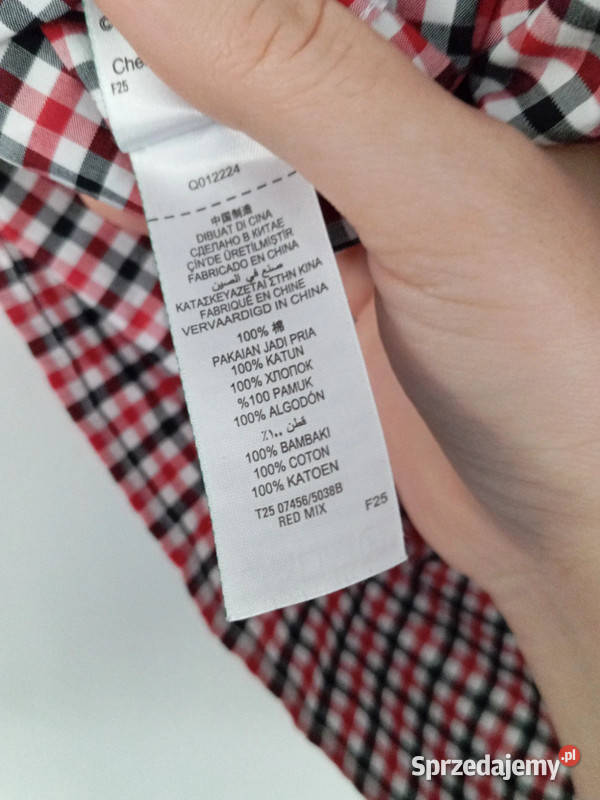 ©
Che
F25
Q012224
中国制造
DIBUAT DI CINA
СДЕЛАНО В КИТАЕ
ÇİN'DE ÜRETİLMİŞTİR
FABRICADO EN CHINA
صنع في الصين
ΚΑΤΑΣΚΕΥΑΖΕΤΑΙ ΣΤΗΝ ΚΙΝΑ
FABRIQUÉ EN CHINE
VERVAARDIGD IN CHINA
100% 棉
PAKAIAN JADI PRIA
100% KATUN
100% ХЛОПОК
%100 PAMUK
100% ALGODÓN
قطن ١٠٠٪
100% ΒΑΜΒΑΚΙ
100% COTON
100% KATOEN
T25 07456/5038B
RED MIX
F25
Sprzedajemy.pl